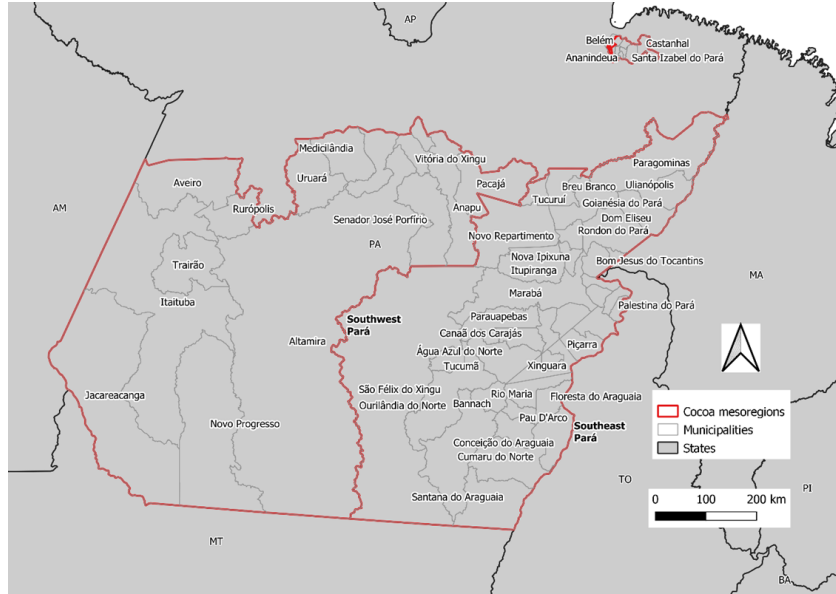 AP
Belém
Castanhal
Ananindeua
Santa Izabel do Pará
Medicilândia
Vitória do Xingu
Paragominas
Uruará
Aveiro
Pacajá
Breu Branco
Ulianópolis
AM
Rurópolis
Anapu
Tucuruí
Goianésia do Pará
Senador José Porfírio
Dom Eliseu
Novo Repartimento
Rondon do Pará
PA
Trairão
Nova Ipixuna
Bom Jesus do Tocantins
Itupiranga
MA
Itaituba
Marabá
Palestina do Pará
Southwest
Pará
Parauapebas
Altamira
Canaã dos Carajás
Piçarra
Água Azul do Norte
Tucumã
Xinguara
São Félix do Xingu
Jacareacanga
Rio Maria
Floresta do Araguaia
Ourilândia do Norte
Bannach
Novo Progresso
Pau D'Arco
Southeast
Pará
Conceição do Araguaia
Cumaru do Norte
Santana do Araguaia
TO
PI
MT
BA
Cocoa mesoregions
Municipalities
States
0 100 200 km